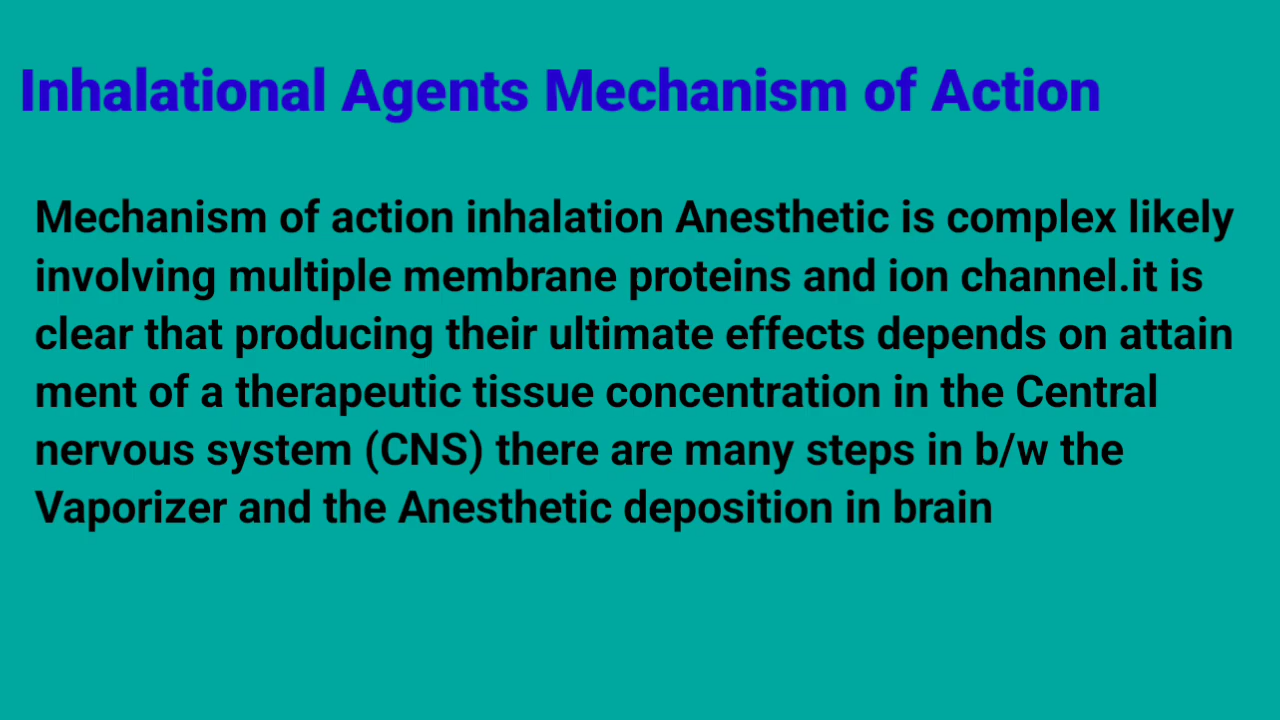 Inhalational Agents Mechanism of Action
Mechanism of action inhalation Anesthetic is complex likely
involving multiple membrane proteins and ion channel.it is
clear that producing their ultimate effects depends on attain
ment of a therapeutic tissue concentration in the Central
nervous system (CNS) there are many steps in b/w the
Vaporizer and the Anesthetic deposition in brain